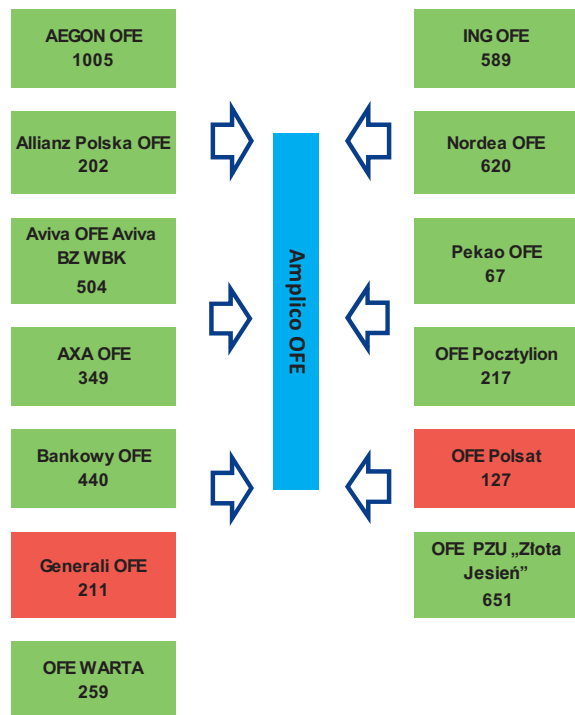 AEGON OFE
1005
Allianz Polska OFE
202
Aviva OFE Aviva
BZ WBK
504
AXA OFE
349
Bankowy OFE
440
Generali OFE
211
OFE WARTA
259
Amplico OFE
ING OFE
589
Nordea OFE
620
Pekao OFE
67
OFE Pocztylion
217
OFE Polsat
127
OFE PZU „Złota
Jesień”
651